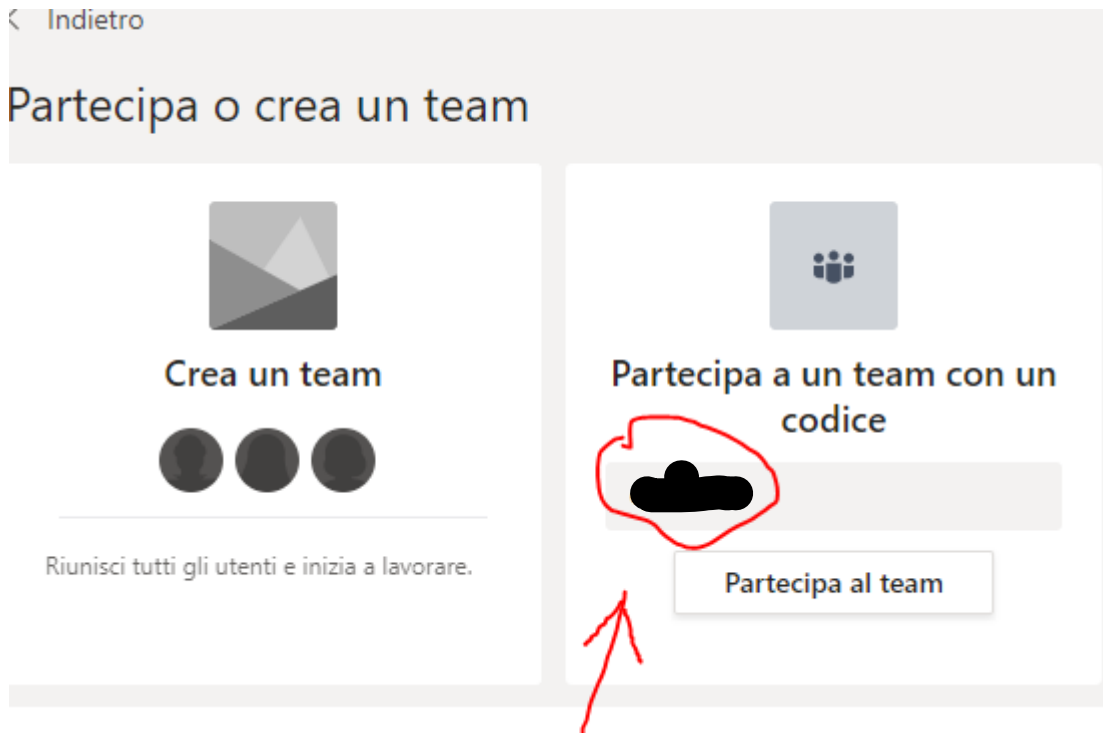 Indietro
Partecipa o crea un team
Crea un team
Riunisci tutti gli utenti e inizia a lavorare.
Partecipa a un team con un
codice
Partecipa al team